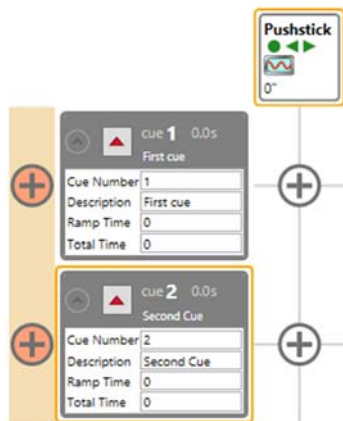 Pushstick
0"
cue 1 0.0s
First cue
Cue Number 1
Description First cue
Ramp Time 0
Total Time 0
cue 2 0.0s
Second Cue
Cue Number 2
Description Second Cue
Ramp Time 0
Total Time 0